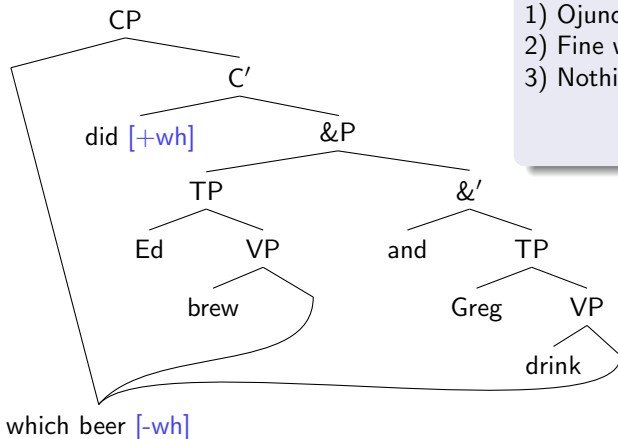 CP
1) Ojunc
2) Fine w
3) Nothi
C′
did [+wh]
&P
TP
&′
Ed
VP
and
TP
brew
Greg
VP
drink
which beer [-wh]